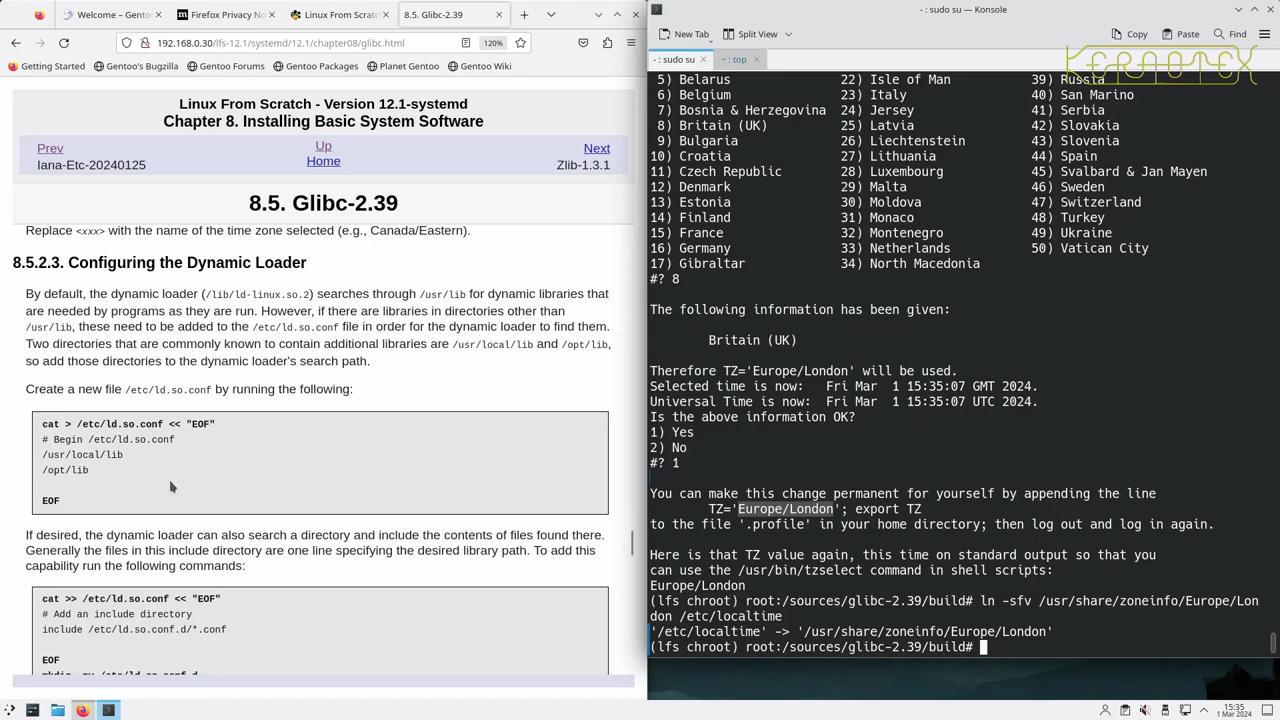 Welcome – Gento
Firefox Privacy No
Linux From Scratc
8.5. Glibc-2.39
192.168.0.30/lfs-12.1/systemd/12.1/chapter08/glibc.html
120%
Getting Started
Gentoo's Bugzilla
Gentoo Forums
Gentoo Packages
Planet Gentoo
Gentoo Wiki
Linux From Scratch - Version 12.1-systemd
Chapter 8. Installing Basic System Software
Prev
Up
Next
Iana-Etc-20240125
Home
Zlib-1.3.1
8.5. Glibc-2.39
Replace <xxx> with the name of the time zone selected (e.g., Canada/Eastern).
8.5.2.3. Configuring the Dynamic Loader
By default, the dynamic loader (/lib/ld-linux.so.2) searches through /usr/lib for dynamic libraries that
are needed by programs as they are run. However, if there are libraries in directories other than
/usr/lib, these need to be added to the /etc/ld.so.conf file in order for the dynamic loader to find them.
Two directories that are commonly known to contain additional libraries are /usr/local/lib and /opt/lib,
so add those directories to the dynamic loader's search path.
Create a new file /etc/ld.so.conf by running the following:
cat > /etc/ld.so.conf << "EOF"
# Begin /etc/ld.so.conf
/usr/local/lib
/opt/lib
EOF
If desired, the dynamic loader can also search a directory and include the contents of files found there.
Generally the files in this include directory are one line specifying the desired library path. To add this
capability run the following commands:
cat >> /etc/ld.so.conf << "EOF"
# Add an include directory
include /etc/ld.so.conf.d/*.conf
EOF
mkdir -pv /etc/ld.so.conf.d
- : sudo su — Konsole
New Tab
Split View
Copy
Paste
Find
- : sudo su
~ : top
KERNOTEX
5) Belarus 22) Isle of Man 39) Russia
6) Belgium 23) Italy 40) San Marino
7) Bosnia & Herzegovina 24) Jersey 41) Serbia
8) Britain (UK) 25) Latvia 42) Slovakia
9) Bulgaria 26) Liechtenstein 43) Slovenia
10) Croatia 27) Lithuania 44) Spain
11) Czech Republic 28) Luxembourg 45) Svalbard & Jan Mayen
12) Denmark 29) Malta 46) Sweden
13) Estonia 30) Moldova 47) Switzerland
14) Finland 31) Monaco 48) Turkey
15) France 32) Montenegro 49) Ukraine
16) Germany 33) Netherlands 50) Vatican City
17) Gibraltar 34) North Macedonia
#? 8
The following information has been given:
Britain (UK)
Therefore TZ='Europe/London' will be used.
Selected time is now: Fri Mar 1 15:35:07 GMT 2024.
Universal Time is now: Fri Mar 1 15:35:07 UTC 2024.
Is the above information OK?
1) Yes
2) No
#? 1
You can make this change permanent for yourself by appending the line
TZ='Europe/London'; export TZ
to the file '.profile' in your home directory; then log out and log in again.
Here is that TZ value again, this time on standard output so that you
can use the /usr/bin/tzselect command in shell scripts:
Europe/London
(lfs chroot) root:/sources/glibc-2.39/build# ln -sfv /usr/share/zoneinfo/Europe/Lon
don /etc/localtime
'/etc/localtime' -> '/usr/share/zoneinfo/Europe/London'
(lfs chroot) root:/sources/glibc-2.39/build#
15:35
1 Mar 2024